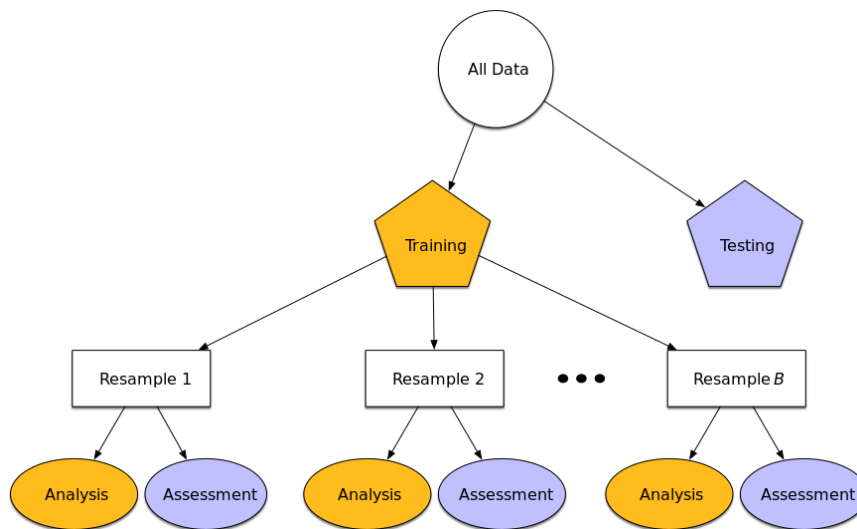 All Data
Training
Testing
Resample 1
Resample 2
Resample B
Analysis
Assessment
Analysis
Assessment
Analysis
Assessment